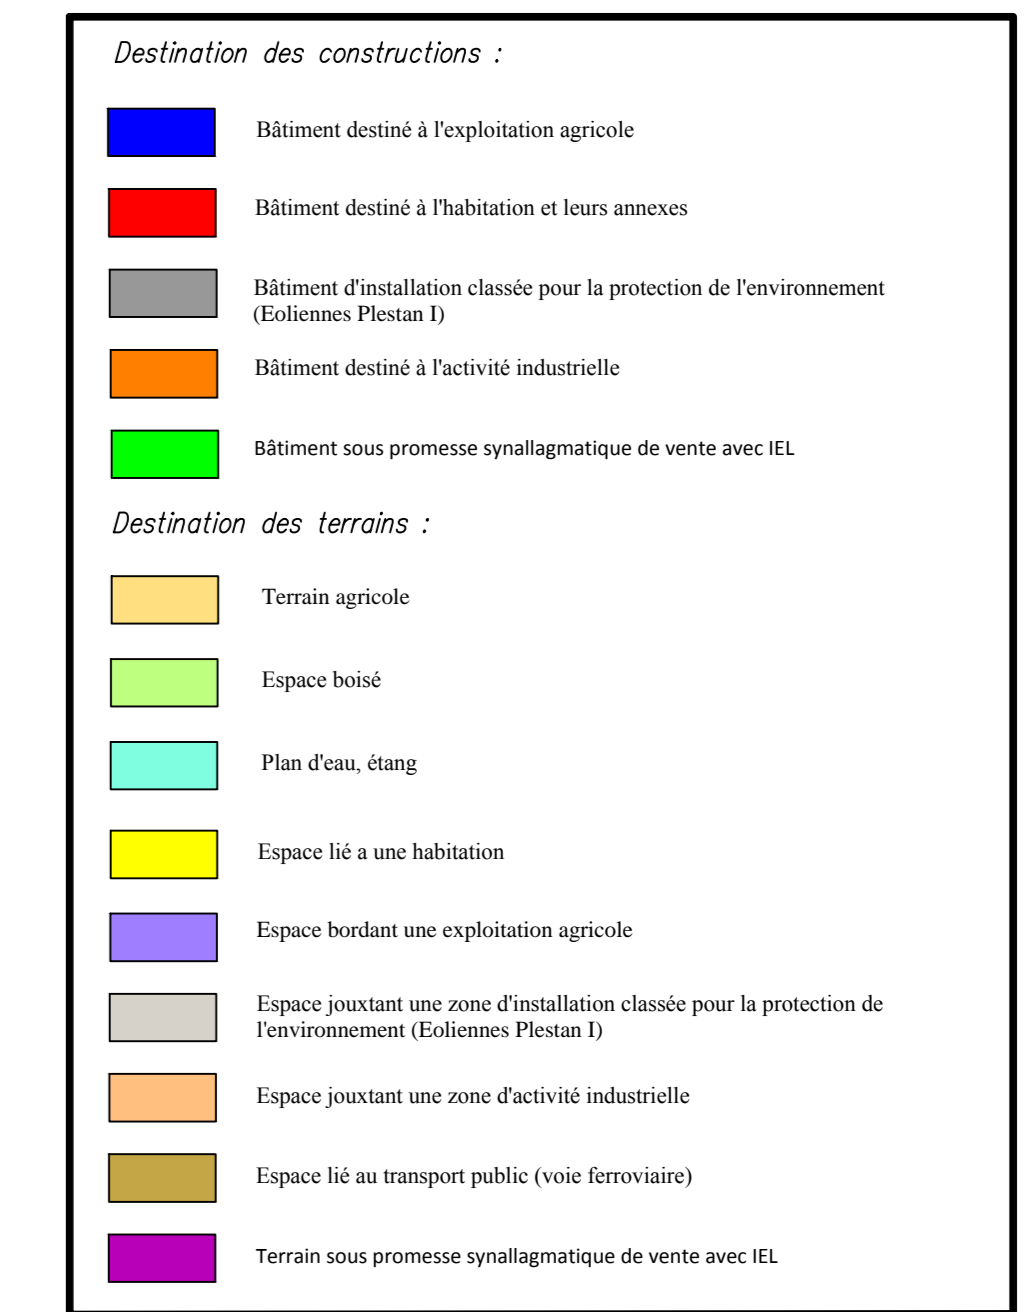 Destination des constructions :
Bâtiment destiné à l'exploitation agricole
Bâtiment destiné à l'habitation et leurs annexes
Bâtiment d'installation classée pour la protection de l'environnement
(Eoliennes Plestan I)
Bâtiment destiné à l'activité industrielle
Bâtiment sous promesse synallagmatique de vente avec IEL
Destination des terrains :
Terrain agricole
Espace boisé
Plan d'eau, étang
Espace lié a une habitation
Espace bordant une exploitation agricole
Espace jouxtant une zone d'installation classée pour la protection de
l'environnement (Eoliennes Plestan I)
Espace jouxtant une zone d'activité industrielle
Espace lié au transport public (voie ferroviaire)
Terrain sous promesse synallagmatique de vente avec IEL